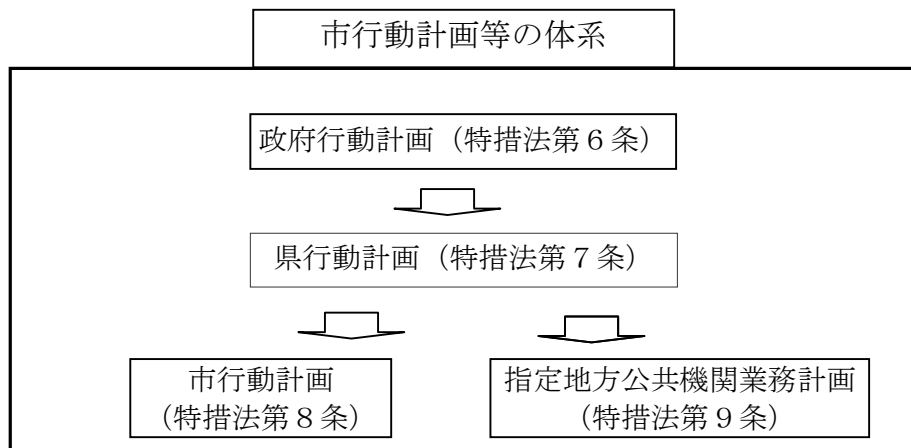 市行動計画等の体系
政府行動計画（特措法第６条）
県行動計画（特措法第７条）
市行動計画
（特措法第８条）
指定地方公共機関業務計画
（特措法第９条）